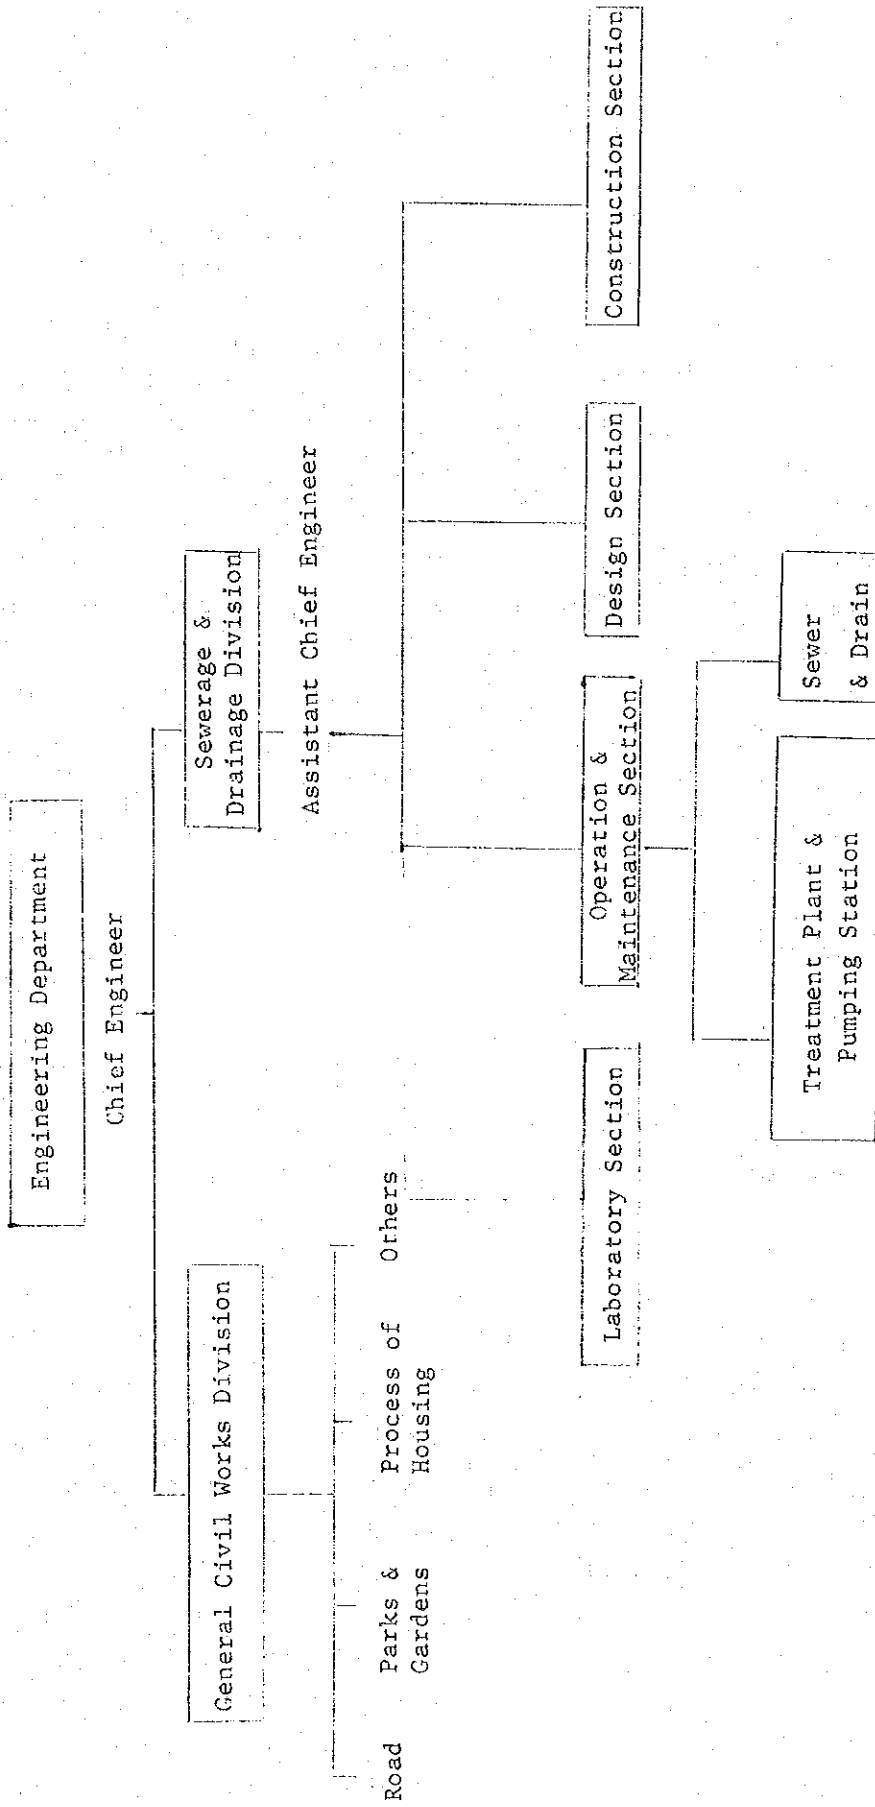 Engineering Department
Chief Engineer
General Civil Works Division
Sewerage &
Drainage Division
Assistant Chief Engineer
Road
Parks &
Gardens
Process of
Housing
Others
Laboratory Section
Operation &
Maintenance Section
Design Section
Construction Section
Treatment Plant &
Pumping Station
Sewer
& Drain